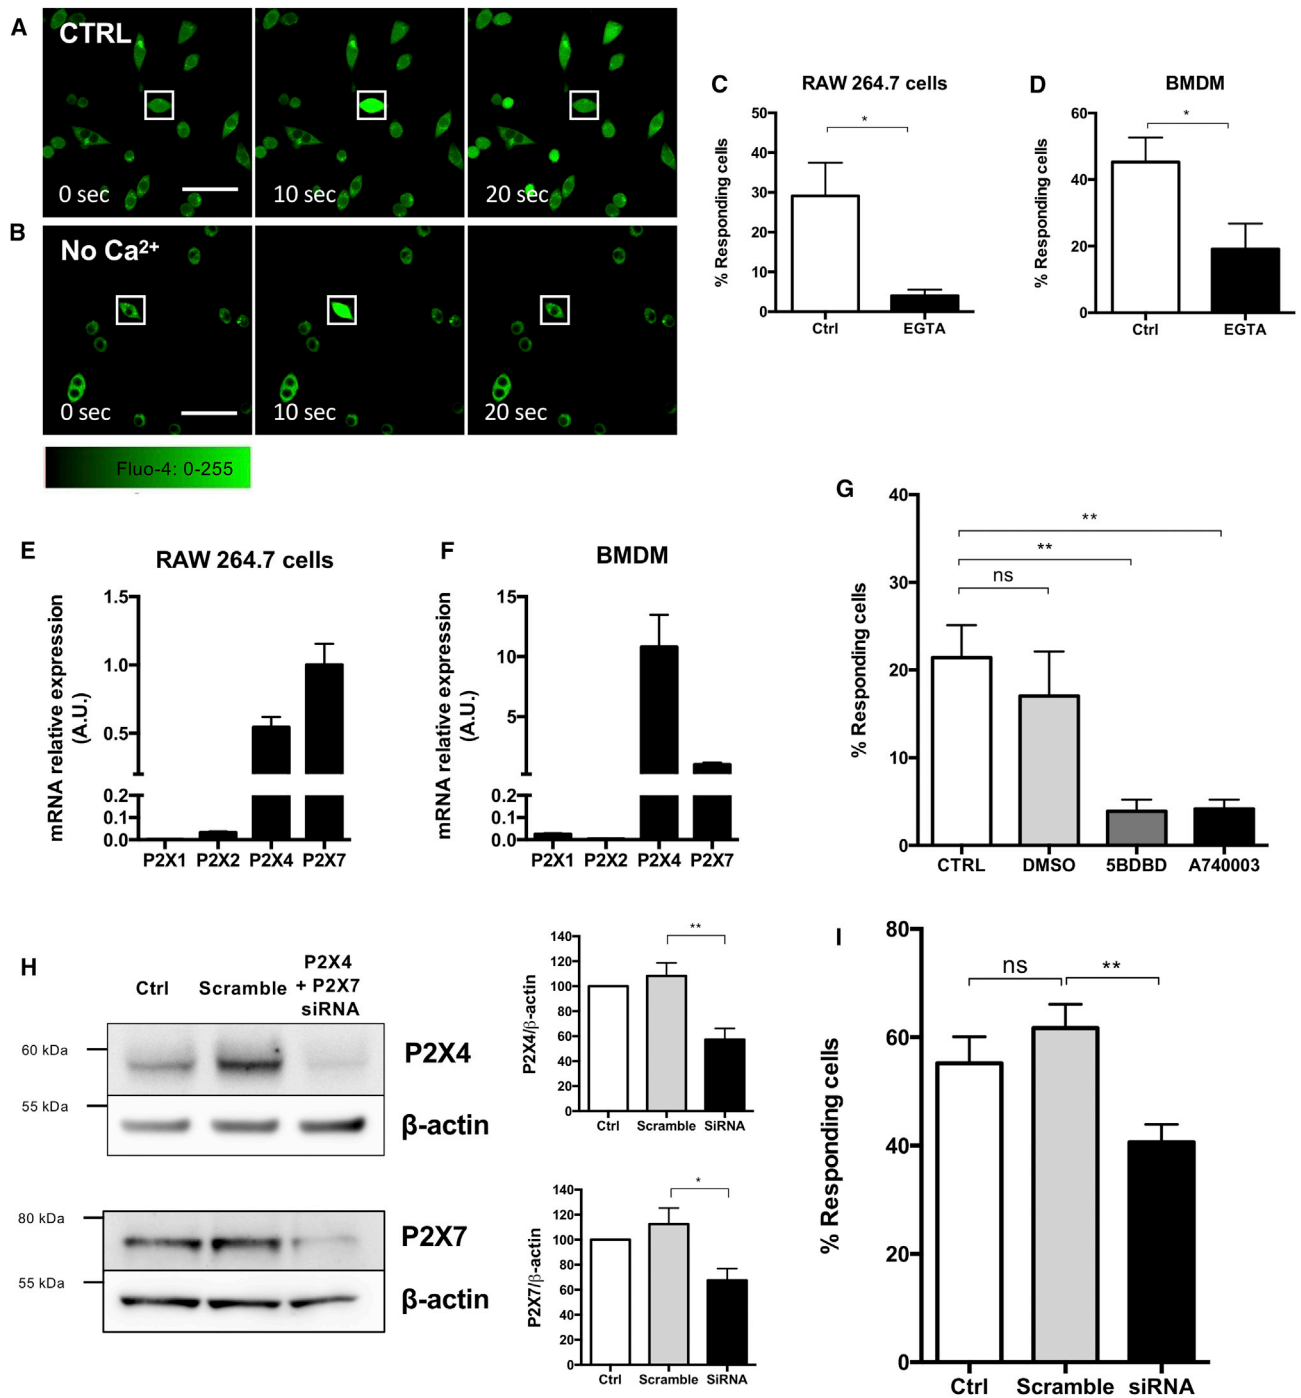 A
CTRL
0 sec
10 sec
20 sec
B
No Ca²⁺
0 sec
10 sec
20 sec
Fluo-4: 0-255
C
RAW 264.7 cells
% Responding cells
50
40
30
20
10
0
*
Ctrl
EGTA
D
BMDM
% Responding cells
60
40
20
0
*
Ctrl
EGTA
E
RAW 264.7 cells
mRNA relative expression
(A.U.)
1.5
1.0
0.5
0.2
0.1
0.0
P2X1
P2X2
P2X4
P2X7
F
BMDM
mRNA relative expression
(A.U.)
15
10
5
0.2
0.1
0.0
P2X1
P2X2
P2X4
P2X7
G
% Responding cells
40
30
20
10
0
**
**
ns
CTRL
DMSO
5BDBD
A740003
H
Ctrl
Scramble
P2X4
+ P2X7
siRNA
60 kDa
P2X4
55 kDa
β-actin
80 kDa
P2X7
55 kDa
β-actin
P2X4/β-actin
140
120
100
80
60
40
20
0
**
Ctrl
Scramble
SiRNA
P2X7/β-actin
140
120
100
80
60
40
20
0
*
Ctrl
Scramble
SiRNA
I
% Responding cells
80
60
40
20
0
ns
**
Ctrl
Scramble
siRNA